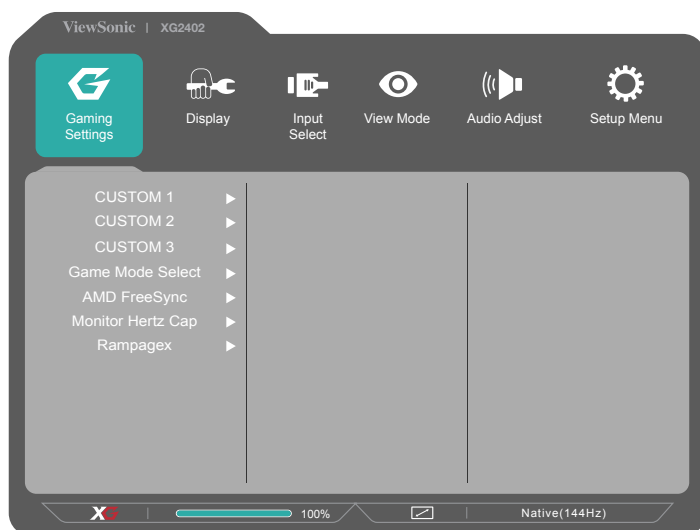 ViewSonic | XG2402
Gaming
Settings
Display
Input
Select
View Mode
Audio Adjust
Setup Menu
CUSTOM 1
CUSTOM 2
CUSTOM 3
Game Mode Select
AMD FreeSync
Monitor Hertz Cap
Rampagex
XG | 100% | Native(144Hz)